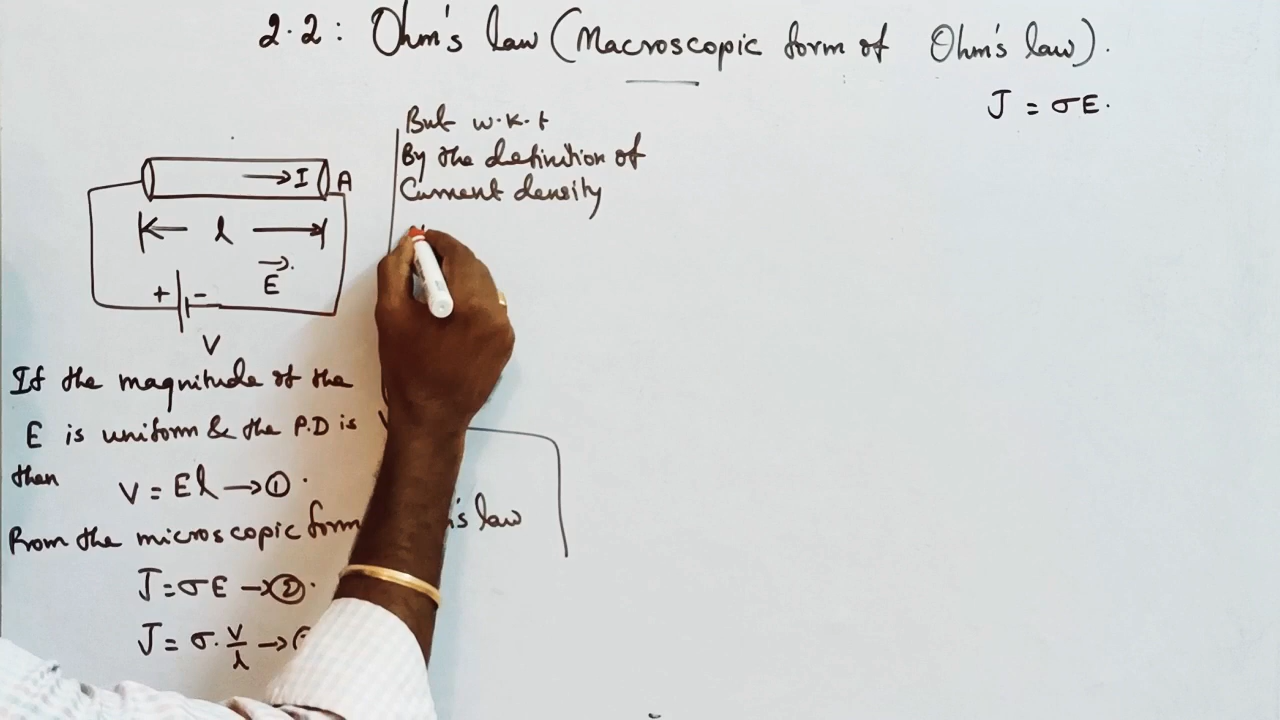 2.2: Ohm's law (Macroscopic form of Ohm's law).
J = σE.
I A
l
E
+ -
V
If the magnitude of the
E is uniform & the P.D is
then V = El → ①.
From the microscopic form law
J = σE → ②.
J = σ. V/l →
But w.k.t
By the definition of
Current density